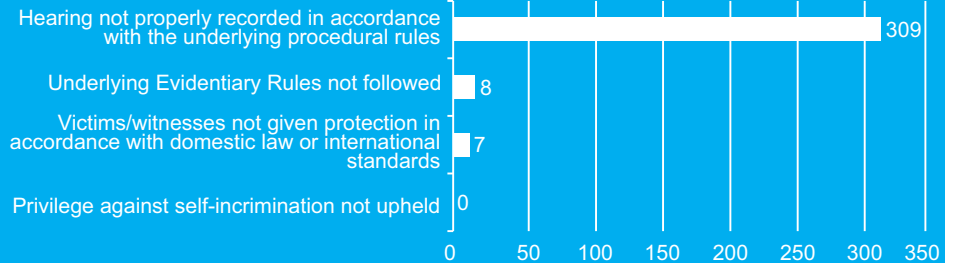 Hearing not properly recorded in accordance
with the underlying procedural rules
309
Underlying Evidentiary Rules not followed
8
Victims/witnesses not given protection in
accordance with domestic law or international
standards
7
Privilege against self-incrimination not upheld
0
0 50 100 150 200 250 300 350